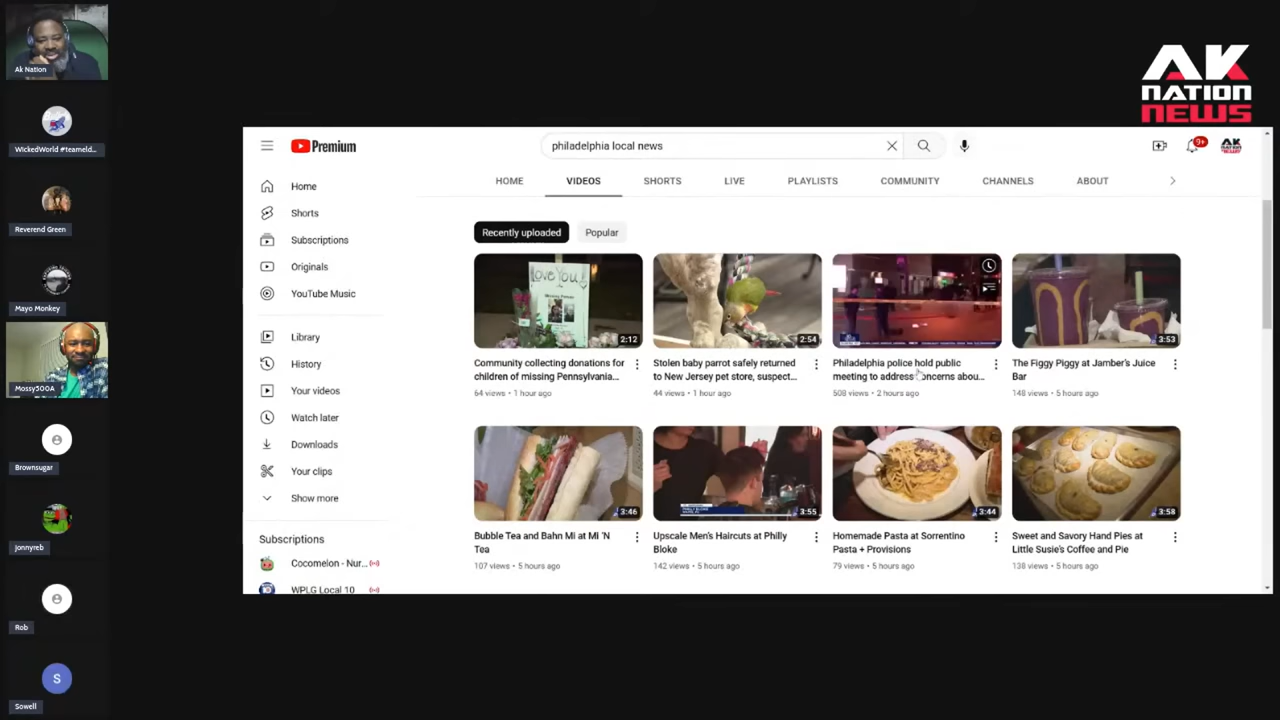 Ak Nation
WickedWorld #teameld...
Reverend Green
Mayo Monkey
Mossy500A
Brownsugar
Jonnyreb
Rob
S
Sowell
AK
NATION
NEWS
Premium
philadelphia local news
9+
Home
Shorts
Subscriptions
Originals
YouTube Music
Library
History
Your videos
Watch later
Downloads
Your clips
Show more
Subscriptions
Cocomelon - Nur...
WPLG Local 10
HOME
VIDEOS
SHORTS
LIVE
PLAYLISTS
COMMUNITY
CHANNELS
ABOUT
Recently uploaded
Popular
LOVE YOU!
2:12
Community collecting donations for
children of missing Pennsylvania...
64 views • 1 hour ago
2:54
Stolen baby parrot safely returned
to New Jersey pet store, suspect...
44 views • 1 hour ago
Philadelphia police hold public
meeting to address concerns abou...
508 views • 2 hours ago
3:53
The Figgy Piggy at Jamber's Juice
Bar
148 views • 5 hours ago
3:46
Bubble Tea and Bahn Mi at Mi 'N
Tea
107 views • 5 hours ago
PHILLY BLOKE
3:55
Upscale Men's Haircuts at Philly
Bloke
142 views • 5 hours ago
3:44
Homemade Pasta at Sorrentino
Pasta + Provisions
79 views • 5 hours ago
3:58
Sweet and Savory Hand Pies at
Little Susie's Coffee and Pie
138 views • 5 hours ago